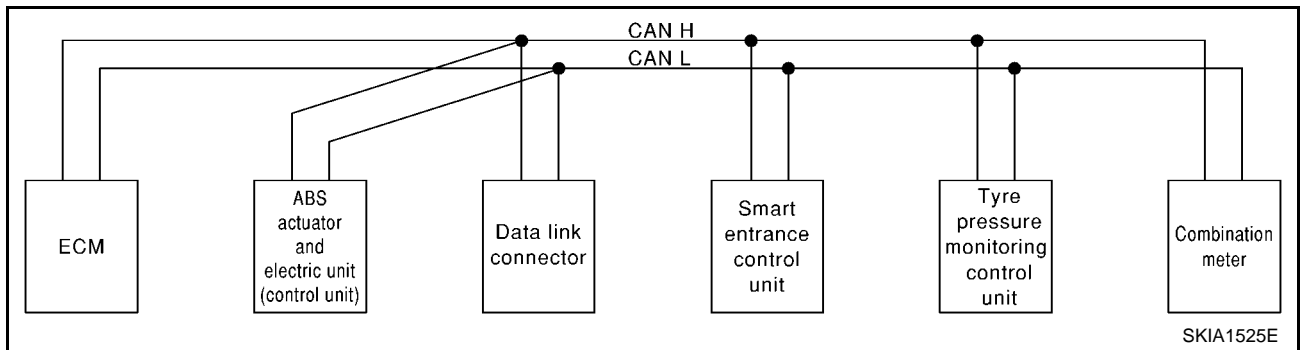 CAN H
CAN L
ECM
ABS
actuator
and
electric unit
(control unit)
Data link
connector
Smart
entrance
control
unit
Tyre
pressure
monitoring
control
unit
Combination
meter
SKIA1525E